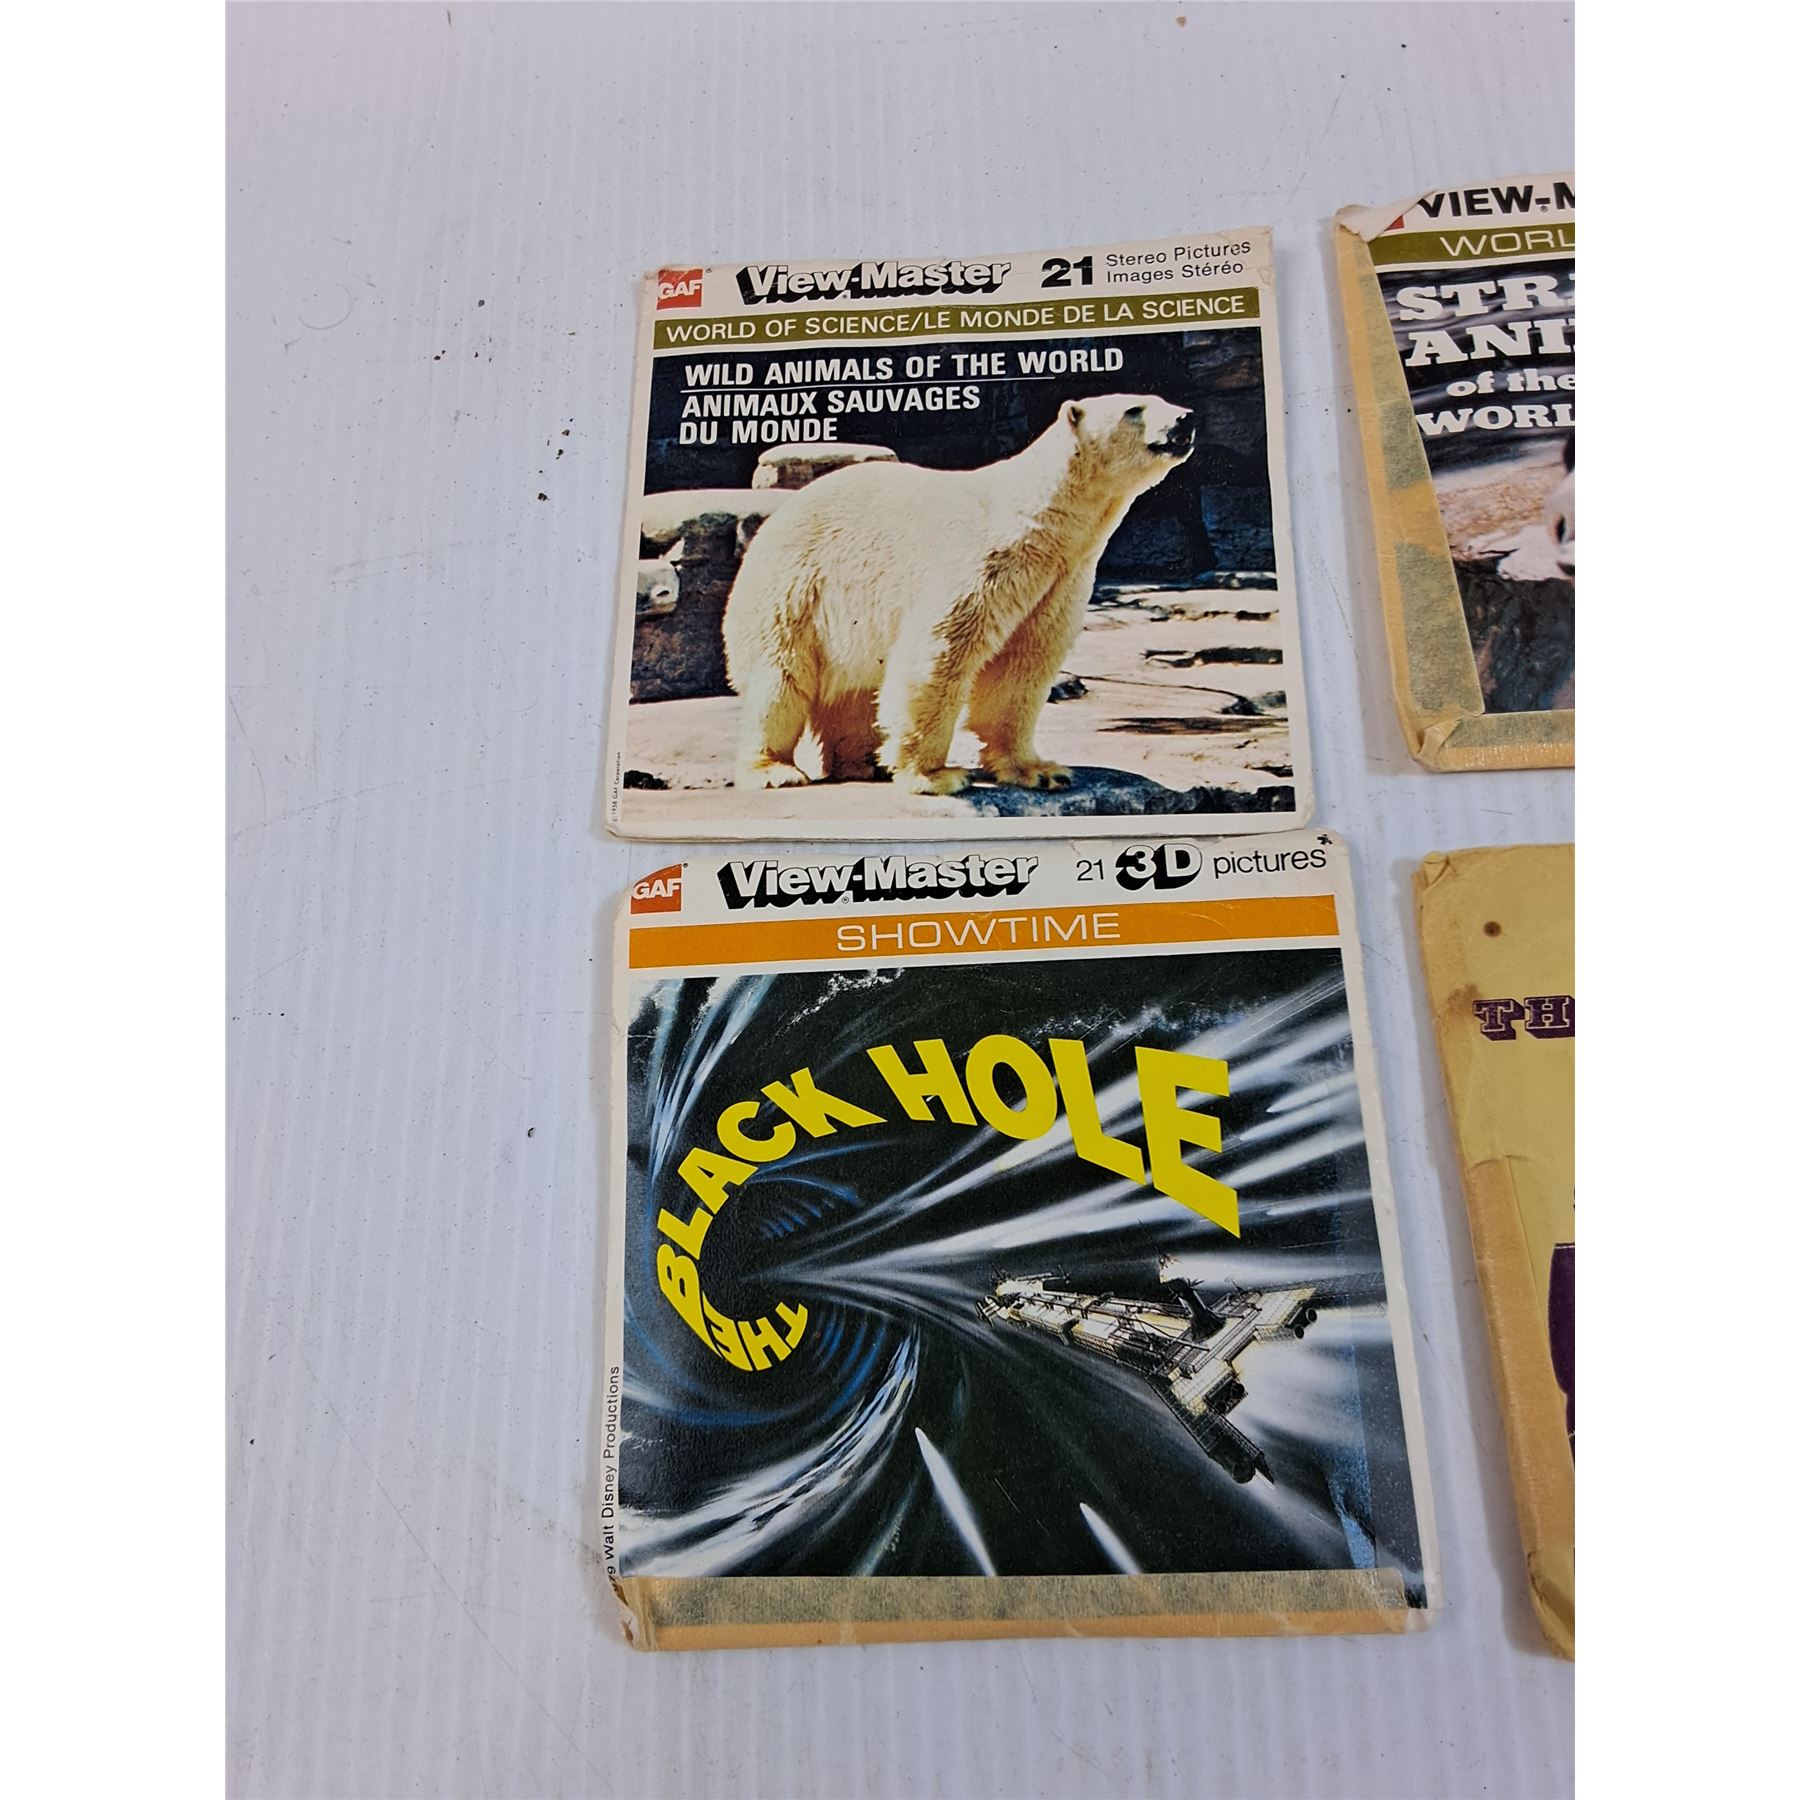 GAF View-Master 21 Stereo Pictures
Images Stéréo
WORLD OF SCIENCE/LE MONDE DE LA SCIENCE
WILD ANIMALS OF THE WORLD
ANIMAUX SAUVAGES
DU MONDE
VIEW-M
WORL
STR
ANI
of the
WORL
GAF View-Master 21 3D pictures
SHOWTIME
THE BLACK HOLE
79 Walt Disney Productions
TH